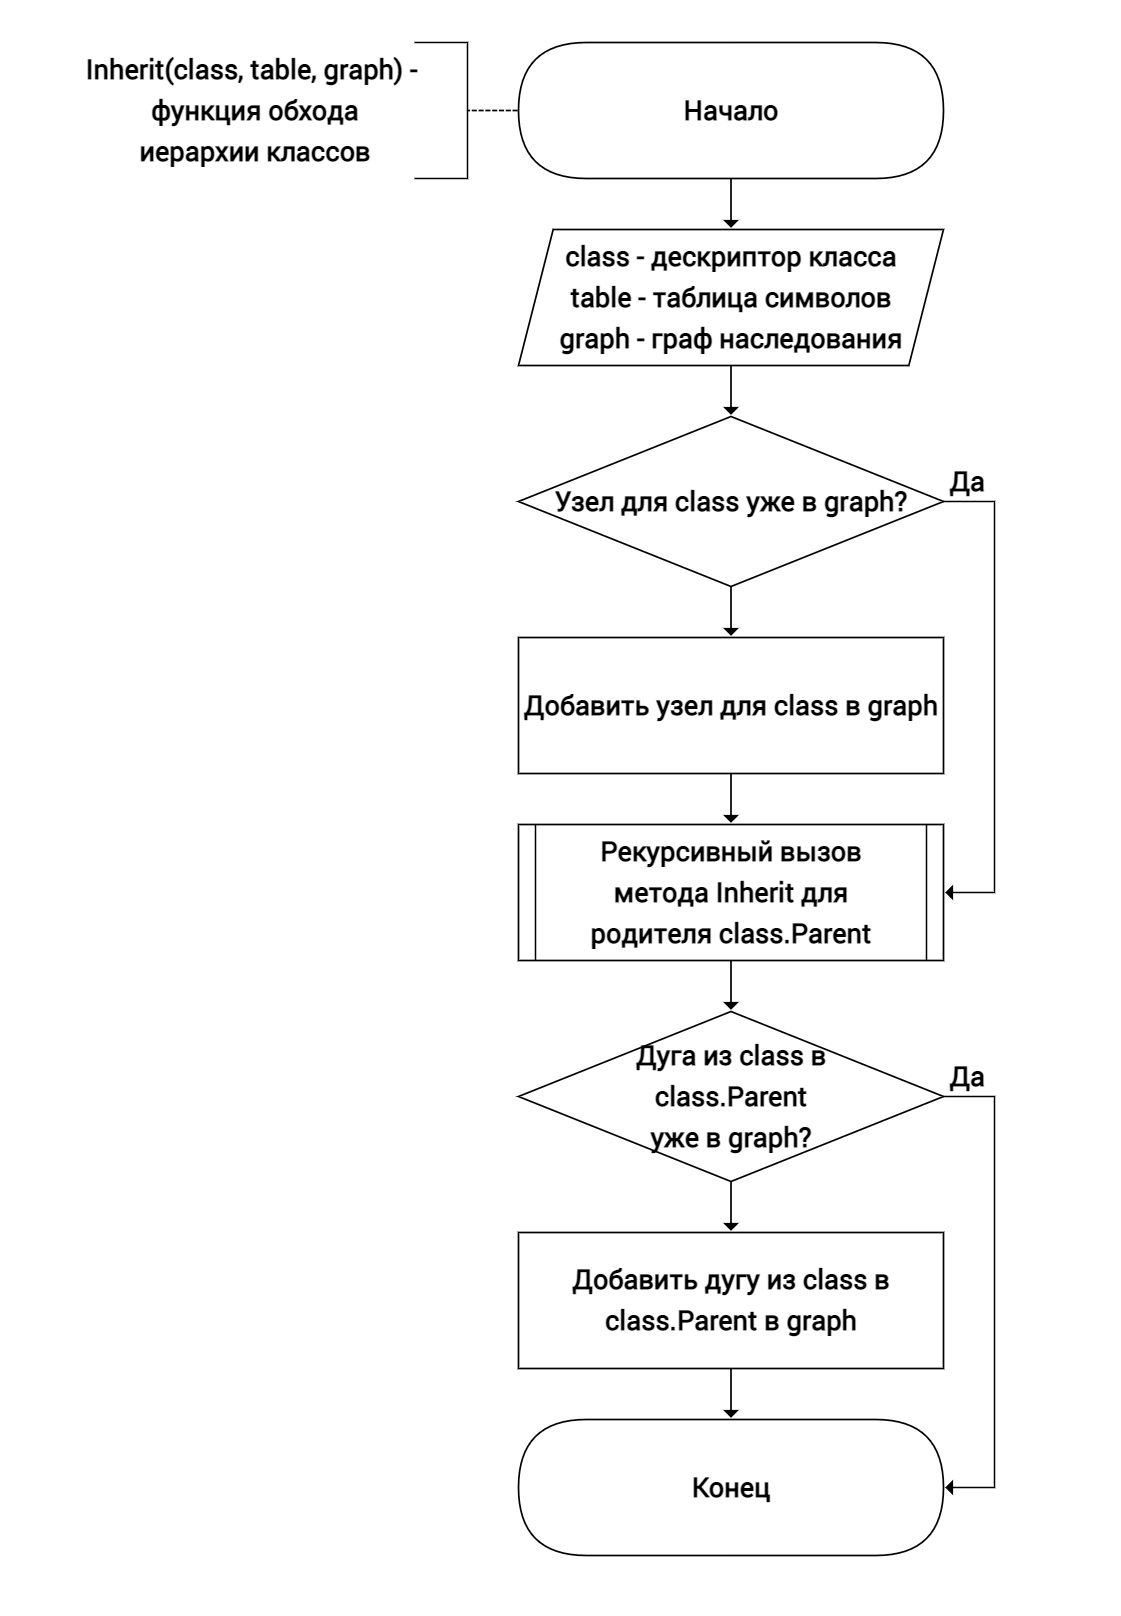 Inherit(class, table, graph) -
функция обхода
иерархии классов
Начало
class - дескриптор класса
table - таблица символов
graph - граф наследования
Узел для class уже в graph?
Да
Добавить узел для class в graph
Рекурсивный вызов
метода Inherit для
родителя class.Parent
Дуга из class в
class.Parent
уже в graph?
Да
Добавить дугу из class в
class.Parent в graph
Конец